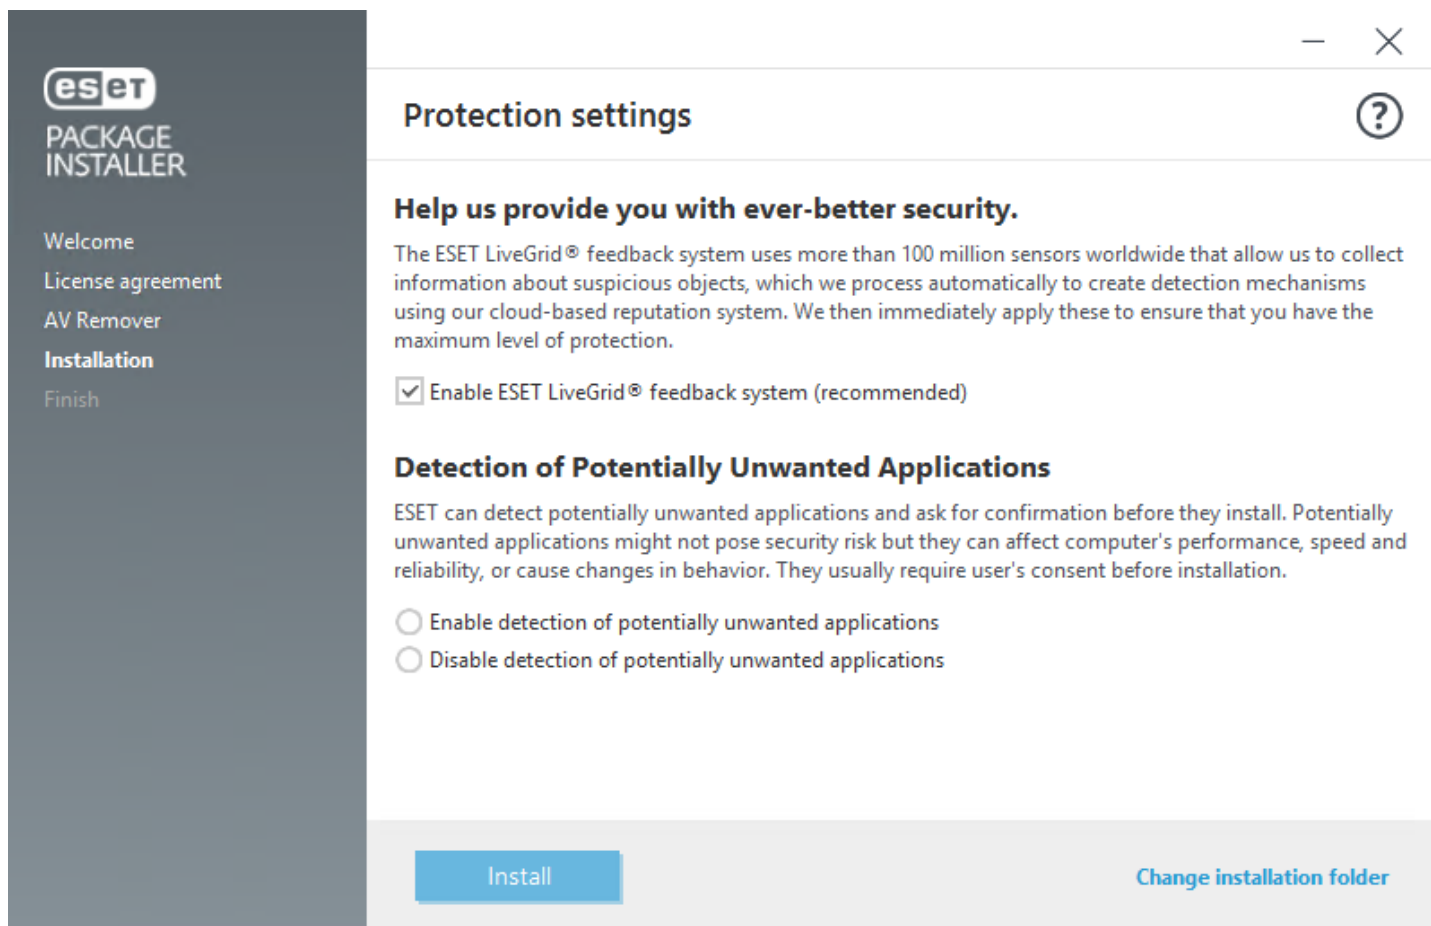 eset
PACKAGE
INSTALLER
Welcome
License agreement
AV Remover
Installation
Finish
Protection settings
?
Help us provide you with ever-better security.
The ESET LiveGrid® feedback system uses more than 100 million sensors worldwide that allow us to collect
information about suspicious objects, which we process automatically to create detection mechanisms
using our cloud-based reputation system. We then immediately apply these to ensure that you have the
maximum level of protection.
Enable ESET LiveGrid® feedback system (recommended)
Detection of Potentially Unwanted Applications
ESET can detect potentially unwanted applications and ask for confirmation before they install. Potentially
unwanted applications might not pose security risk but they can affect computer's performance, speed and
reliability, or cause changes in behavior. They usually require user's consent before installation.
Enable detection of potentially unwanted applications
Disable detection of potentially unwanted applications
Install
Change installation folder